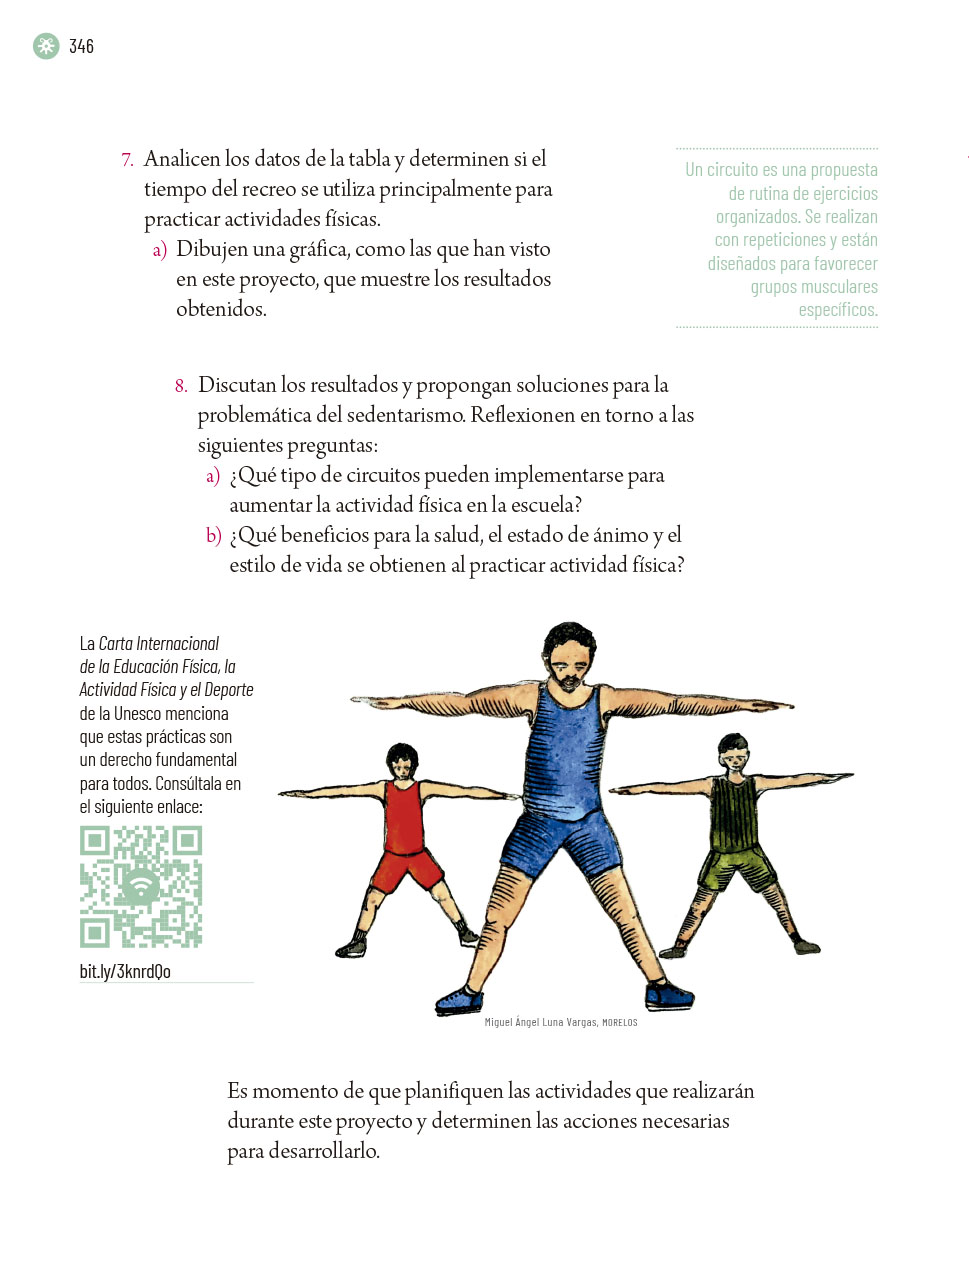 346
7. Analicen los datos de la tabla y determinen si el
tiempo del recreo se utiliza principalmente para
practicar actividades físicas.
a) Dibujen una gráfica, como las que han visto
en este proyecto, que muestre los resultados
obtenidos.
Un circuito es una propuesta
de rutina de ejercicios
organizados. Se realizan
con repeticiones y están
diseñados para favorecer
grupos musculares
específicos.
8. Discutan los resultados y propongan soluciones para la
problemática del sedentarismo. Reflexionen en torno a las
siguientes preguntas:
a) ¿Qué tipo de circuitos pueden implementarse para
aumentar la actividad física en la escuela?
b) ¿Qué beneficios para la salud, el estado de ánimo y el
estilo de vida se obtienen al practicar actividad física?
La Carta Internacional
de la Educación Física, la
Actividad Física y el Deporte
de la Unesco menciona
que estas prácticas son
un derecho fundamental
para todos. Consúltala en
el siguiente enlace:
bit.ly/3knrdQo
Miguel Ángel Luna Vargas, MORELOS
Es momento de que planifiquen las actividades que realizarán
durante este proyecto y determinen las acciones necesarias
para desarrollarlo.